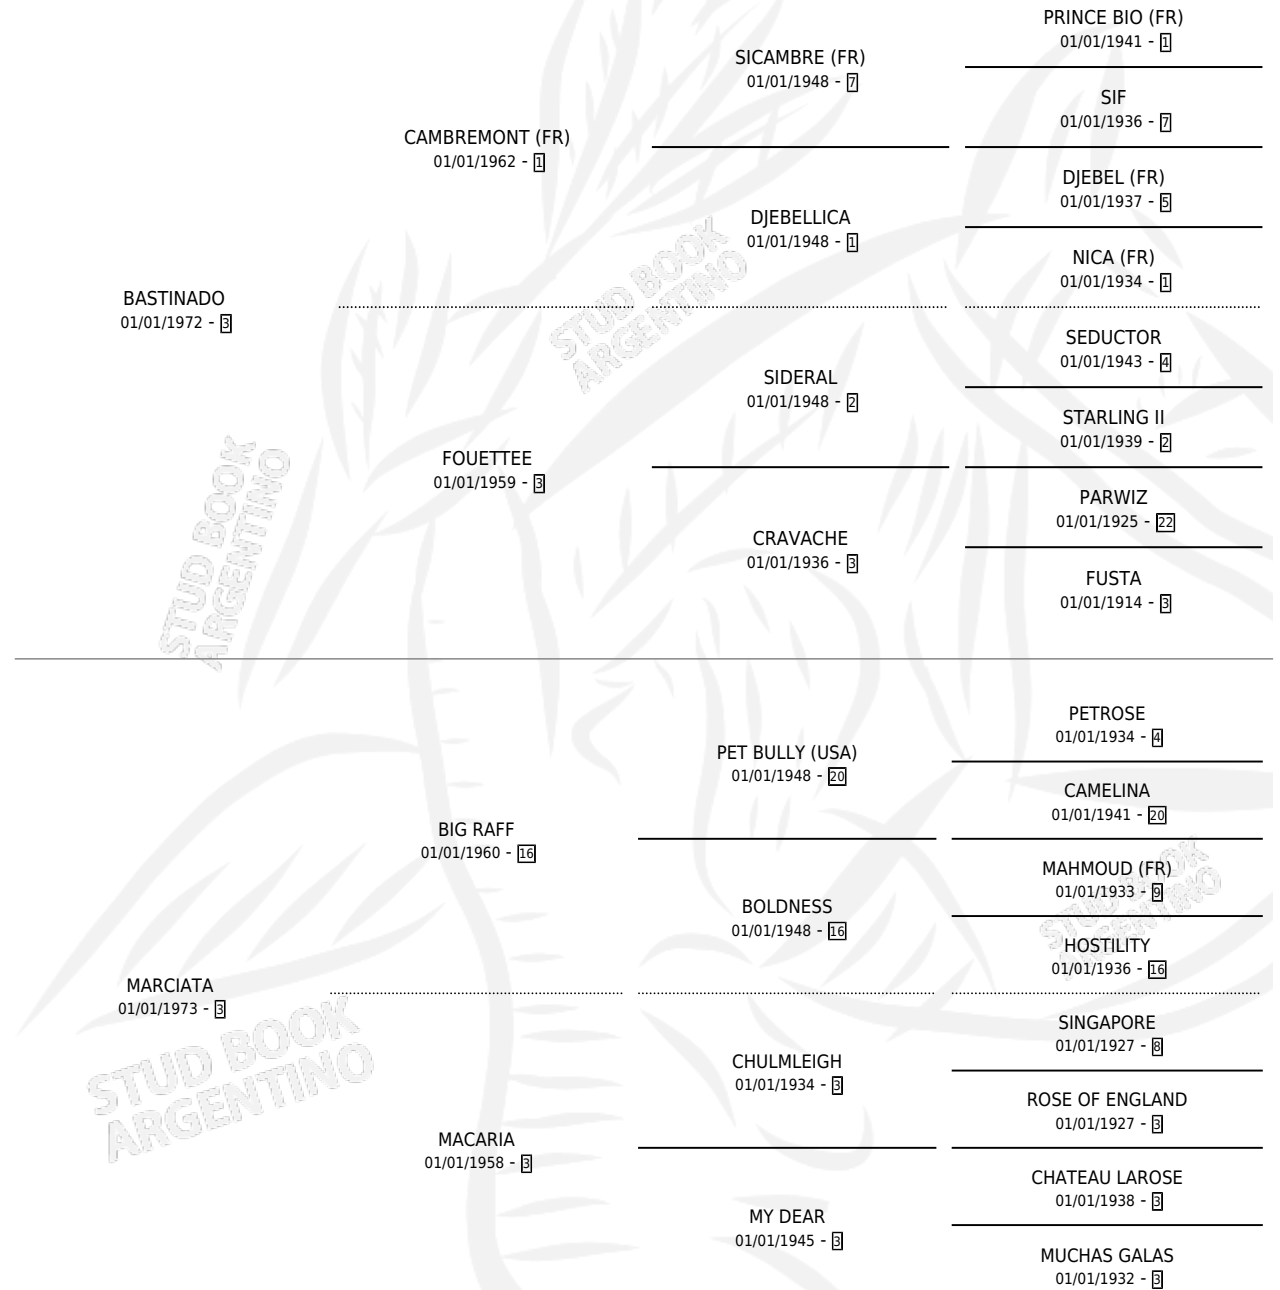 PRINCE BIO (FR)
01/01/1941 - 1
SICAMBRE (FR)
01/01/1948 - 7
SIF
01/01/1936 - 7
CAMBREMONT (FR)
01/01/1962 - 1
DJEBEL (FR)
01/01/1937 - 5
DJEBELLICA
01/01/1948 - 1
NICA (FR)
01/01/1934 - 1
BASTINADO
01/01/1972 - 3
SEDUCTOR
01/01/1943 - 4
SIDERAL
01/01/1948 - 2
STARLING II
01/01/1939 - 2
FOUETTEE
01/01/1959 - 3
PARWIZ
01/01/1925 - 22
CRAVACHE
01/01/1936 - 3
FUSTA
01/01/1914 - 3
STUD BOOK
ARGENTINO
STUD BOOK
ARGENTINO
PETROSE
01/01/1934 - 4
PET BULLY (USA)
01/01/1948 - 20
CAMELINA
01/01/1941 - 20
BIG RAFF
01/01/1960 - 16
MAHMOUD (FR)
01/01/1933 - 9
BOLDNESS
01/01/1948 - 16
HOSTILITY
01/01/1936 - 16
MARCIATA
01/01/1973 - 3
SINGAPORE
01/01/1927 - 8
CHULMLEIGH
01/01/1934 - 3
ROSE OF ENGLAND
01/01/1927 - 3
MACARIA
01/01/1958 - 3
CHATEAU LAROSE
01/01/1938 - 3
MY DEAR
01/01/1945 - 3
MUCHAS GALAS
01/01/1932 - 3
STUD BOOK
ARGENTINO
STUD BOOK
ARGENTINO